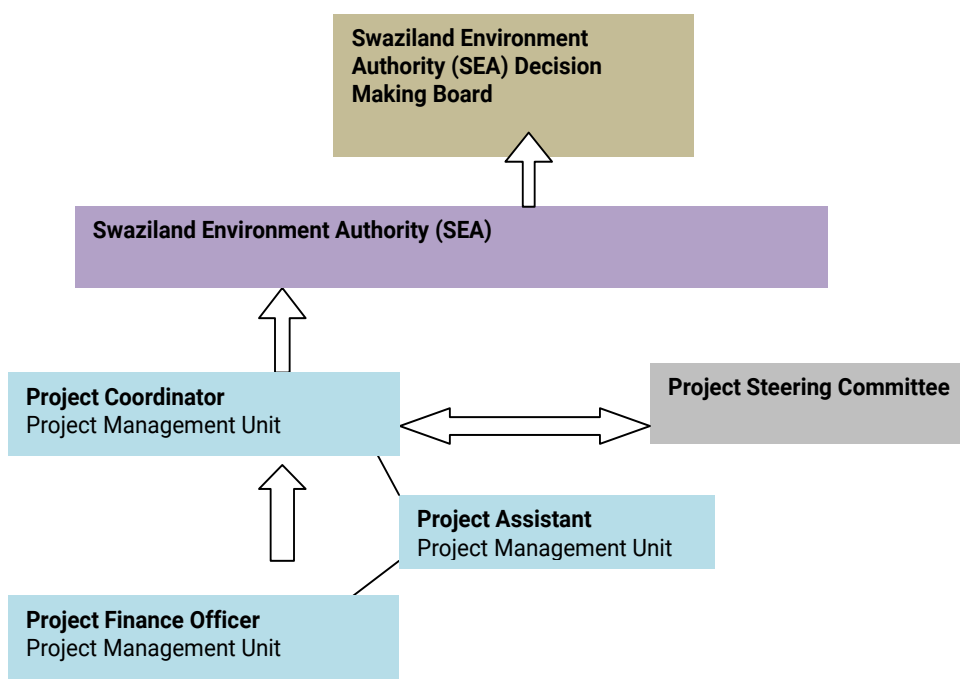 Swaziland Environment
Authority (SEA) Decision
Making Board
Swaziland Environment Authority (SEA)
Project Coordinator
Project Management Unit
Project Steering Committee
Project Assistant
Project Management Unit
Project Finance Officer
Project Management Unit